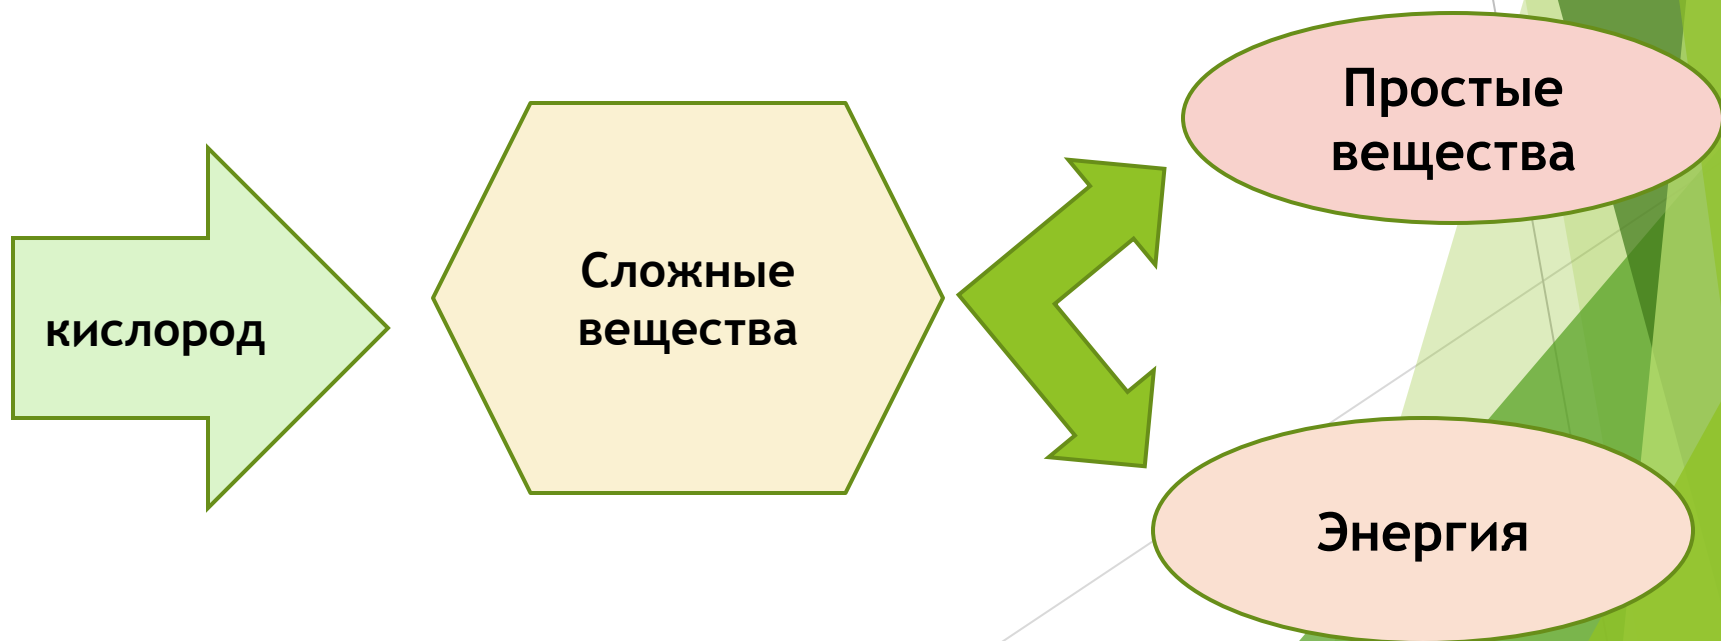 кислород
Сложные
вещества
Простые
вещества
Энергия